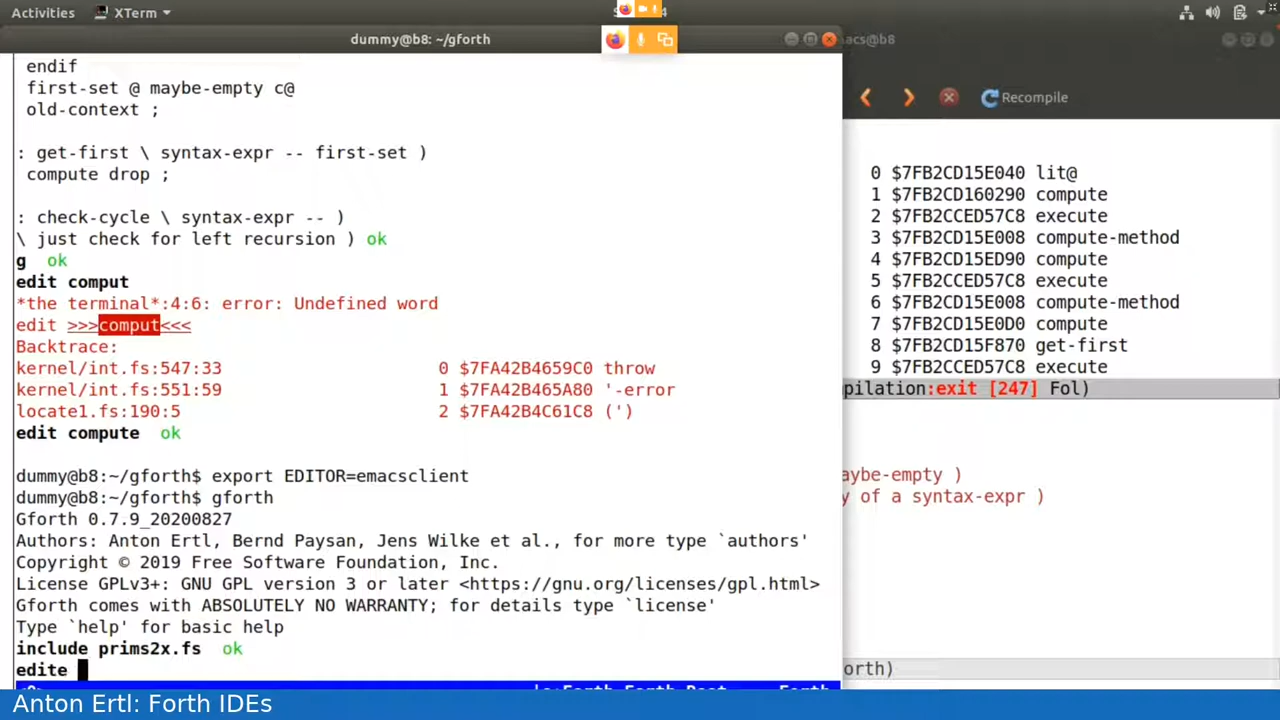 Activities XTerm
dummy@b8: ~/gforth
acs@b8
Recompile
endif
first-set @ maybe-empty c@
old-context ;
: get-first \ syntax-expr -- first-set )
compute drop ;
: check-cycle \ syntax-expr -- )
\ just check for left recursion ) ok
g ok
edit comput
*the terminal*:4:6: error: Undefined word
edit >>>comput<<<
Backtrace:
kernel/int.fs:547:33 0 $7FA42B4659C0 throw
kernel/int.fs:551:59 1 $7FA42B465A80 '-error
locate1.fs:190:5 2 $7FA42B4C61C8 (')
edit compute ok
dummy@b8:~/gforth$ export EDITOR=emacsclient
dummy@b8:~/gforth$ gforth
Gforth 0.7.9_20200827
Authors: Anton Ertl, Bernd Paysan, Jens Wilke et al., for more type `authors'
Copyright © 2019 Free Software Foundation, Inc.
License GPLv3+: GNU GPL version 3 or later <https://gnu.org/licenses/gpl.html>
Gforth comes with ABSOLUTELY NO WARRANTY; for details type `license'
Type `help' for basic help
include prims2x.fs ok
edite
0 $7FB2CD15E040 lit@
1 $7FB2CD160290 compute
2 $7FB2CCED57C8 execute
3 $7FB2CD15E008 compute-method
4 $7FB2CD15ED90 compute
5 $7FB2CCED57C8 execute
6 $7FB2CD15E008 compute-method
7 $7FB2CD15E0D0 compute
8 $7FB2CD15F870 get-first
9 $7FB2CCED57C8 execute
pilation:exit [247] Fol)
aybe-empty )
y of a syntax-expr )
orth)
Anton Ertl: Forth IDEs